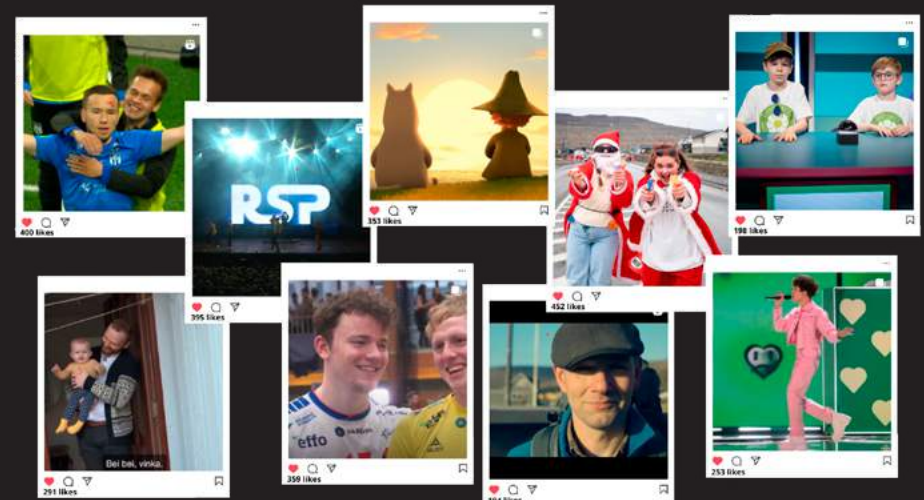 400 likes
RSP
395 likes
353 likes
452 likes
198 likes
Bei bei, vinka.
291 likes
effo
359 likes
253 likes